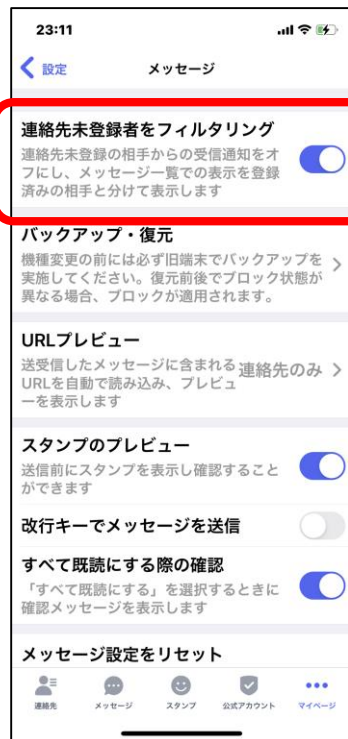 23:11
設定
メッセージ
連絡先未登録者をフィルタリング
連絡先未登録の相手からの受信通知をオ
フにし、メッセージ一覧での表示を登録
済みの相手と分けて表示します
バックアップ・復元
機種変更の前には必ず旧端末でバックアップを
実施してください。復元前後でブロック状態が
異なる場合、ブロックが適用されます。
URLプレビュー
送受信したメッセージに含まれる
URLを自動で読み込み、プレビュ
ーを表示します
連絡先のみ
スタンプのプレビュー
送信前にスタンプを表示し確認すること
ができます
改行キーでメッセージを送信
すべて既読にする際の確認
「すべて既読にする」を選択するときに
確認メッセージを表示します
メッセージ設定をリセット
連絡先
メッセージ
スタンプ
公式アカウント
マイページ